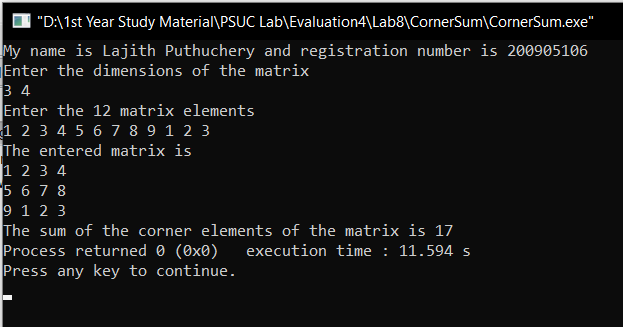 "D:\1st Year Study Material\PSUC Lab\Evaluation4\Lab8\CornerSum\CornerSum.exe"
My name is Lajith Puthuchery and registration number is 200905106
Enter the dimensions of the matrix
3 4
Enter the 12 matrix elements
1 2 3 4 5 6 7 8 9 1 2 3
The entered matrix is
1 2 3 4
5 6 7 8
9 1 2 3
The sum of the corner elements of the matrix is 17
Process returned 0 (0x0)   execution time : 11.594 s
Press any key to continue.